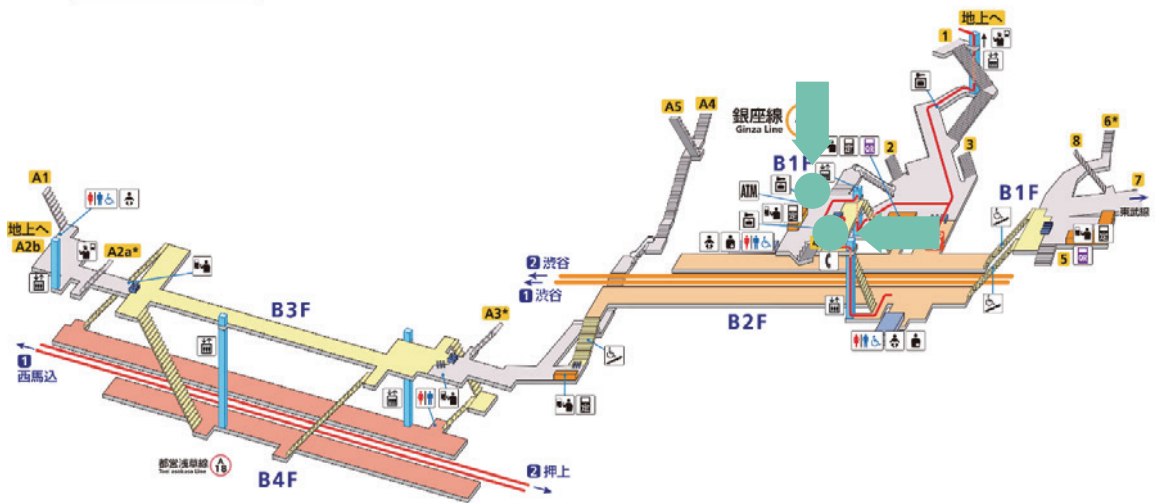 地上へ
1
A5
A4
銀座線
Ginza Line
2
3
6*
8
7
東武線
B1F
B1F
ATM
A1
地上へ
A2b
A2a*
5
2 渋谷
1 渋谷
B3F
A3*
B2F
1
西馬込
都営浅草線
Toei asakusa Line
A
18
B4F
2 押上